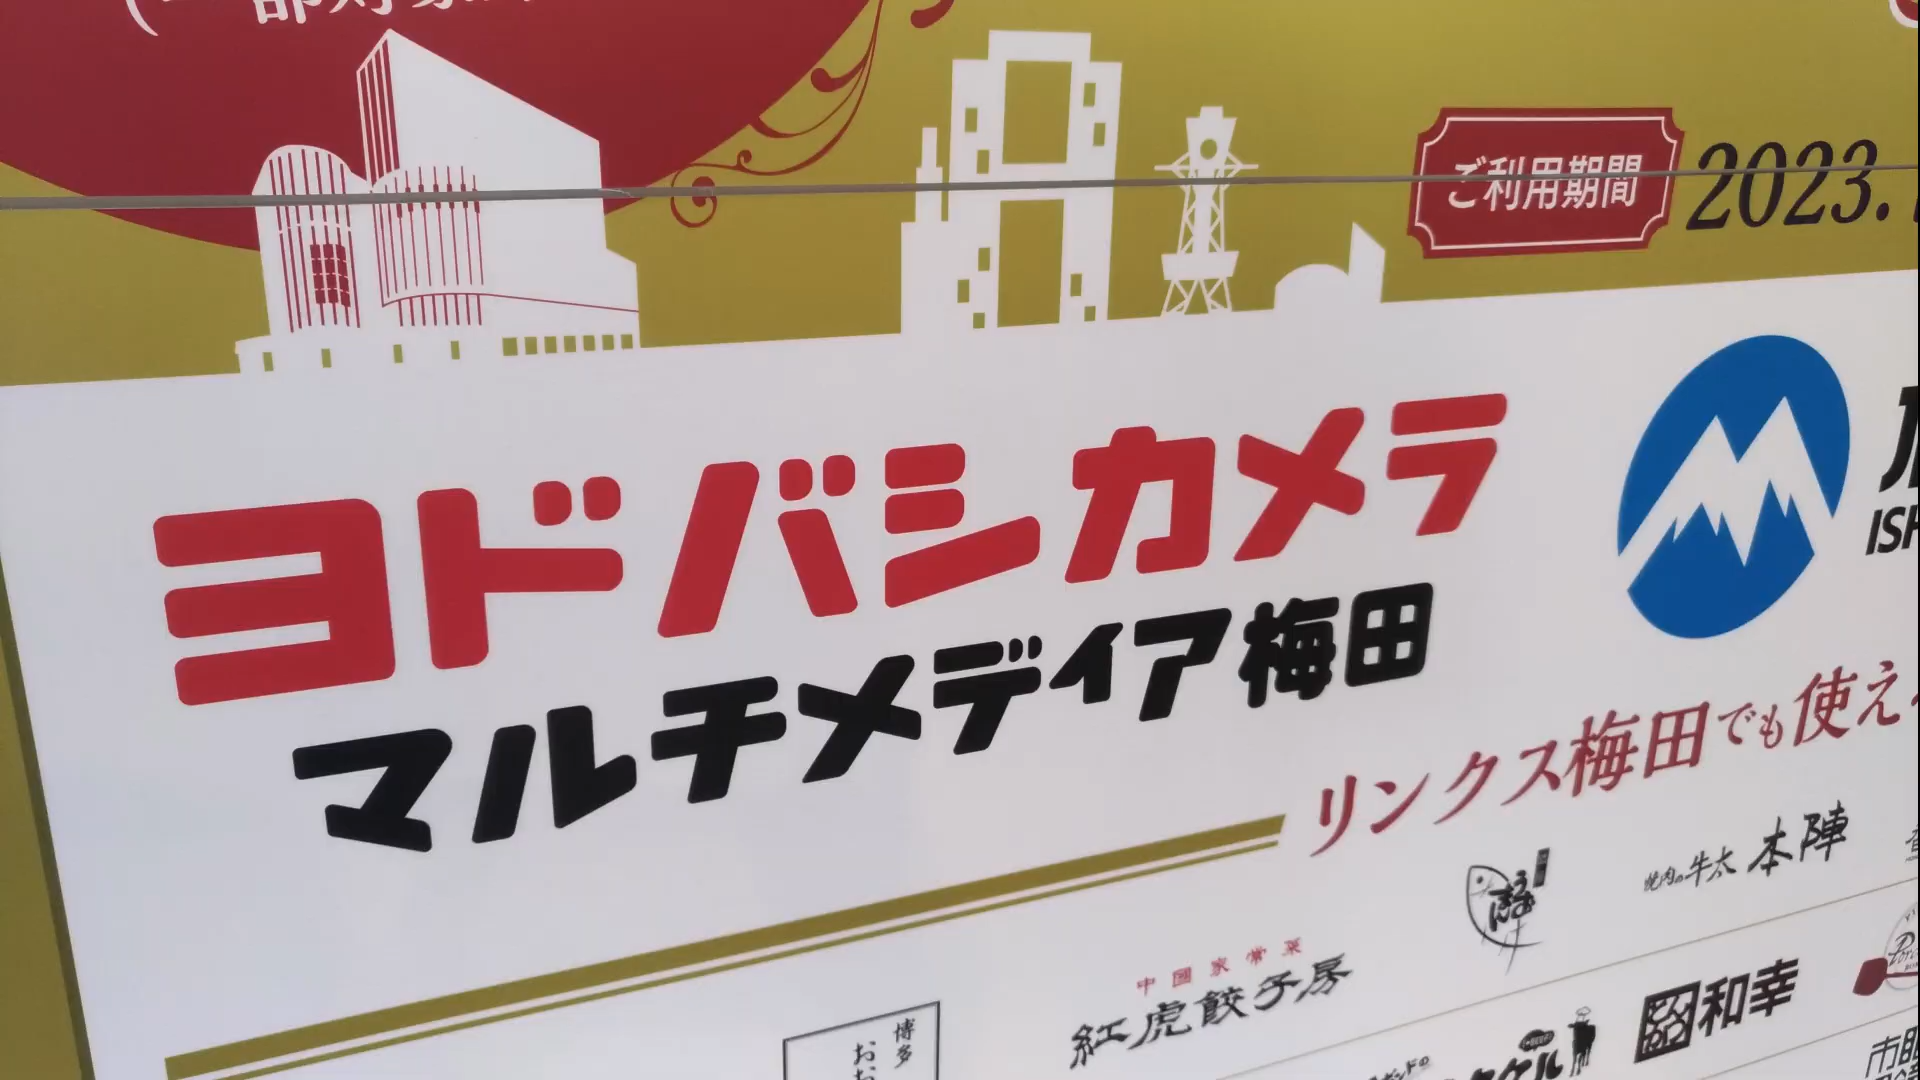 ご利用期間 2023.
ヨドバシカメラ
マルチメディア梅田
ISH
リンクス梅田でも使え
焼肉の牛太 本陣
中國家常菜
紅虎餃子房
和幸
博多